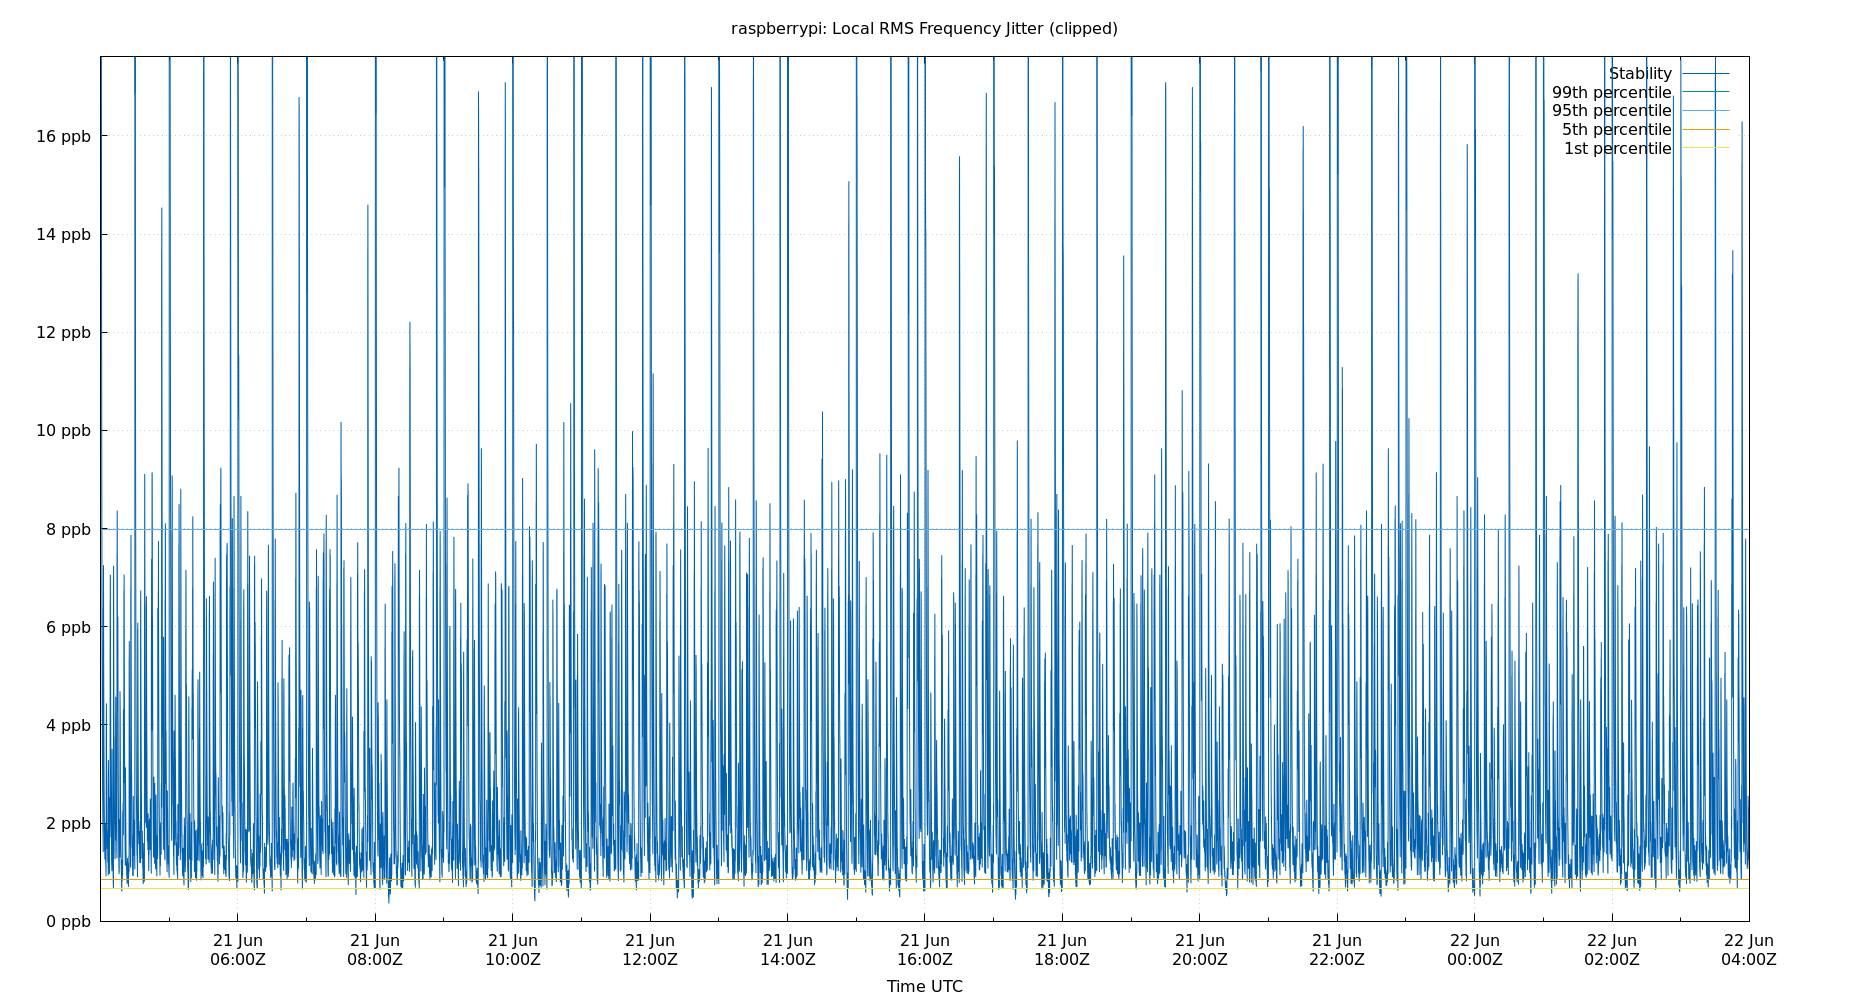 raspberrypi: Local RMS Frequency Jitter (clipped)
Stability
99th percentile
95th percentile
5th percentile
1st percentile
16 ppb
14 ppb
12 ppb
10 ppb
8 ppb
6 ppb
4 ppb
2 ppb
0 ppb
21 Jun 21 Jun 21 Jun 21 Jun 21 Jun 21 Jun 21 Jun 21 Jun 21 Jun 22 Jun 22 Jun 22 Jun
06:00Z 08:00Z 10:00Z 12:00Z 14:00Z 16:00Z 18:00Z 20:00Z 22:00Z 00:00Z 02:00Z 04:00Z
Time UTC